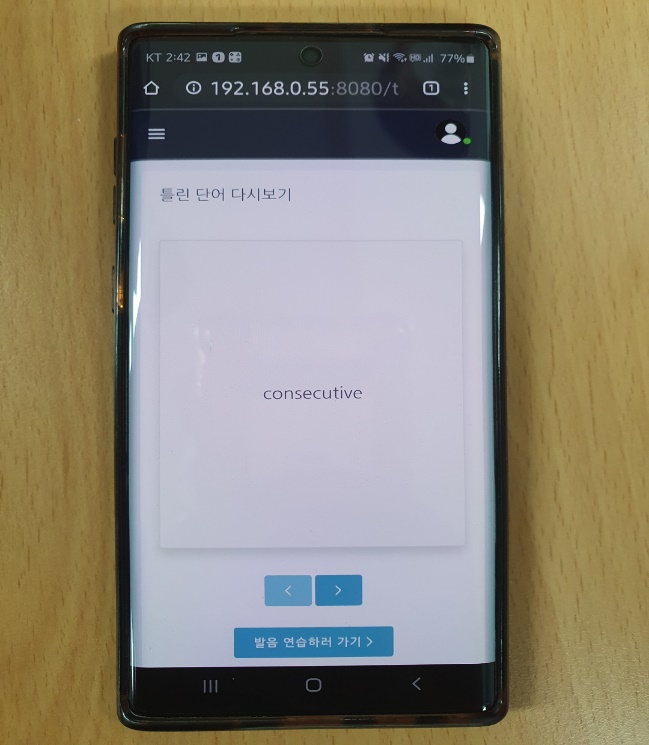 KT 2:42 77%
192.168.0.55:8080/t 1
틀린 단어 다시보기
consecutive
< >
발음 연습하러 가기 >